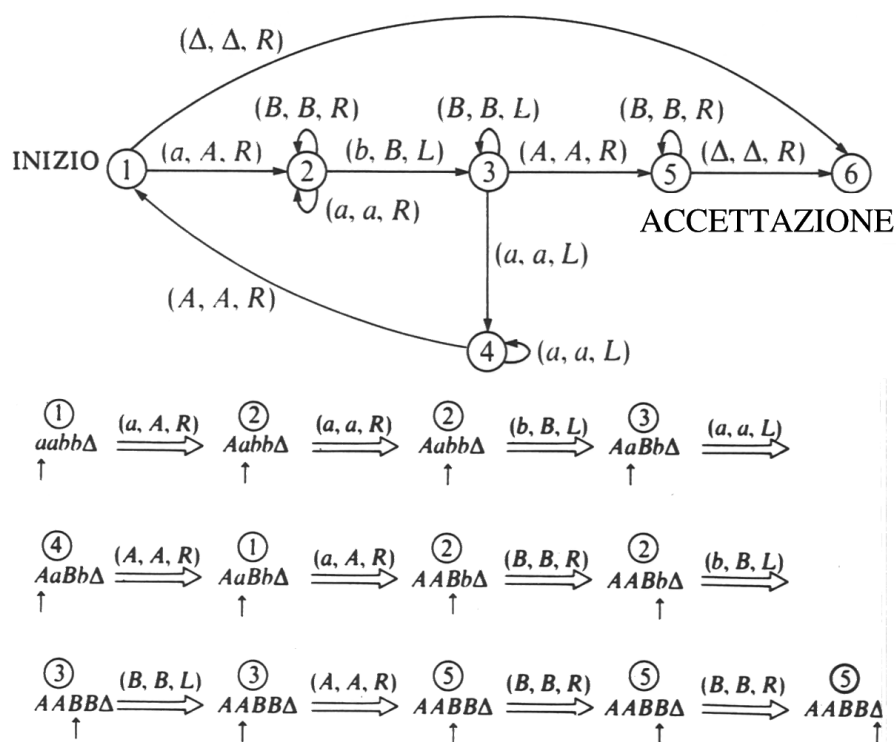 (Δ, Δ, R)
(B, B, R) (B, B, L) (B, B, R)
INIZIO 1 (a, A, R) 2 (b, B, L) 3 (A, A, R) 5 (Δ, Δ, R) 6
(a, a, R) ACCETTAZIONE
(a, a, L)
(A, A, R)
4 (a, a, L)
1 (a, A, R) 2 (a, a, R) 2 (b, B, L) 3 (a, a, L)
aabbΔ AabbΔ AabbΔ AaBbΔ
4 (A, A, R) 1 (a, A, R) 2 (B, B, R) 2 (b, B, L)
AaBbΔ AaBbΔ AABbΔ AABbΔ
3 (B, B, L) 3 (A, A, R) 5 (B, B, R) 5 (B, B, R) 5
AABBΔ AABBΔ AABBΔ AABBΔ AABBΔ